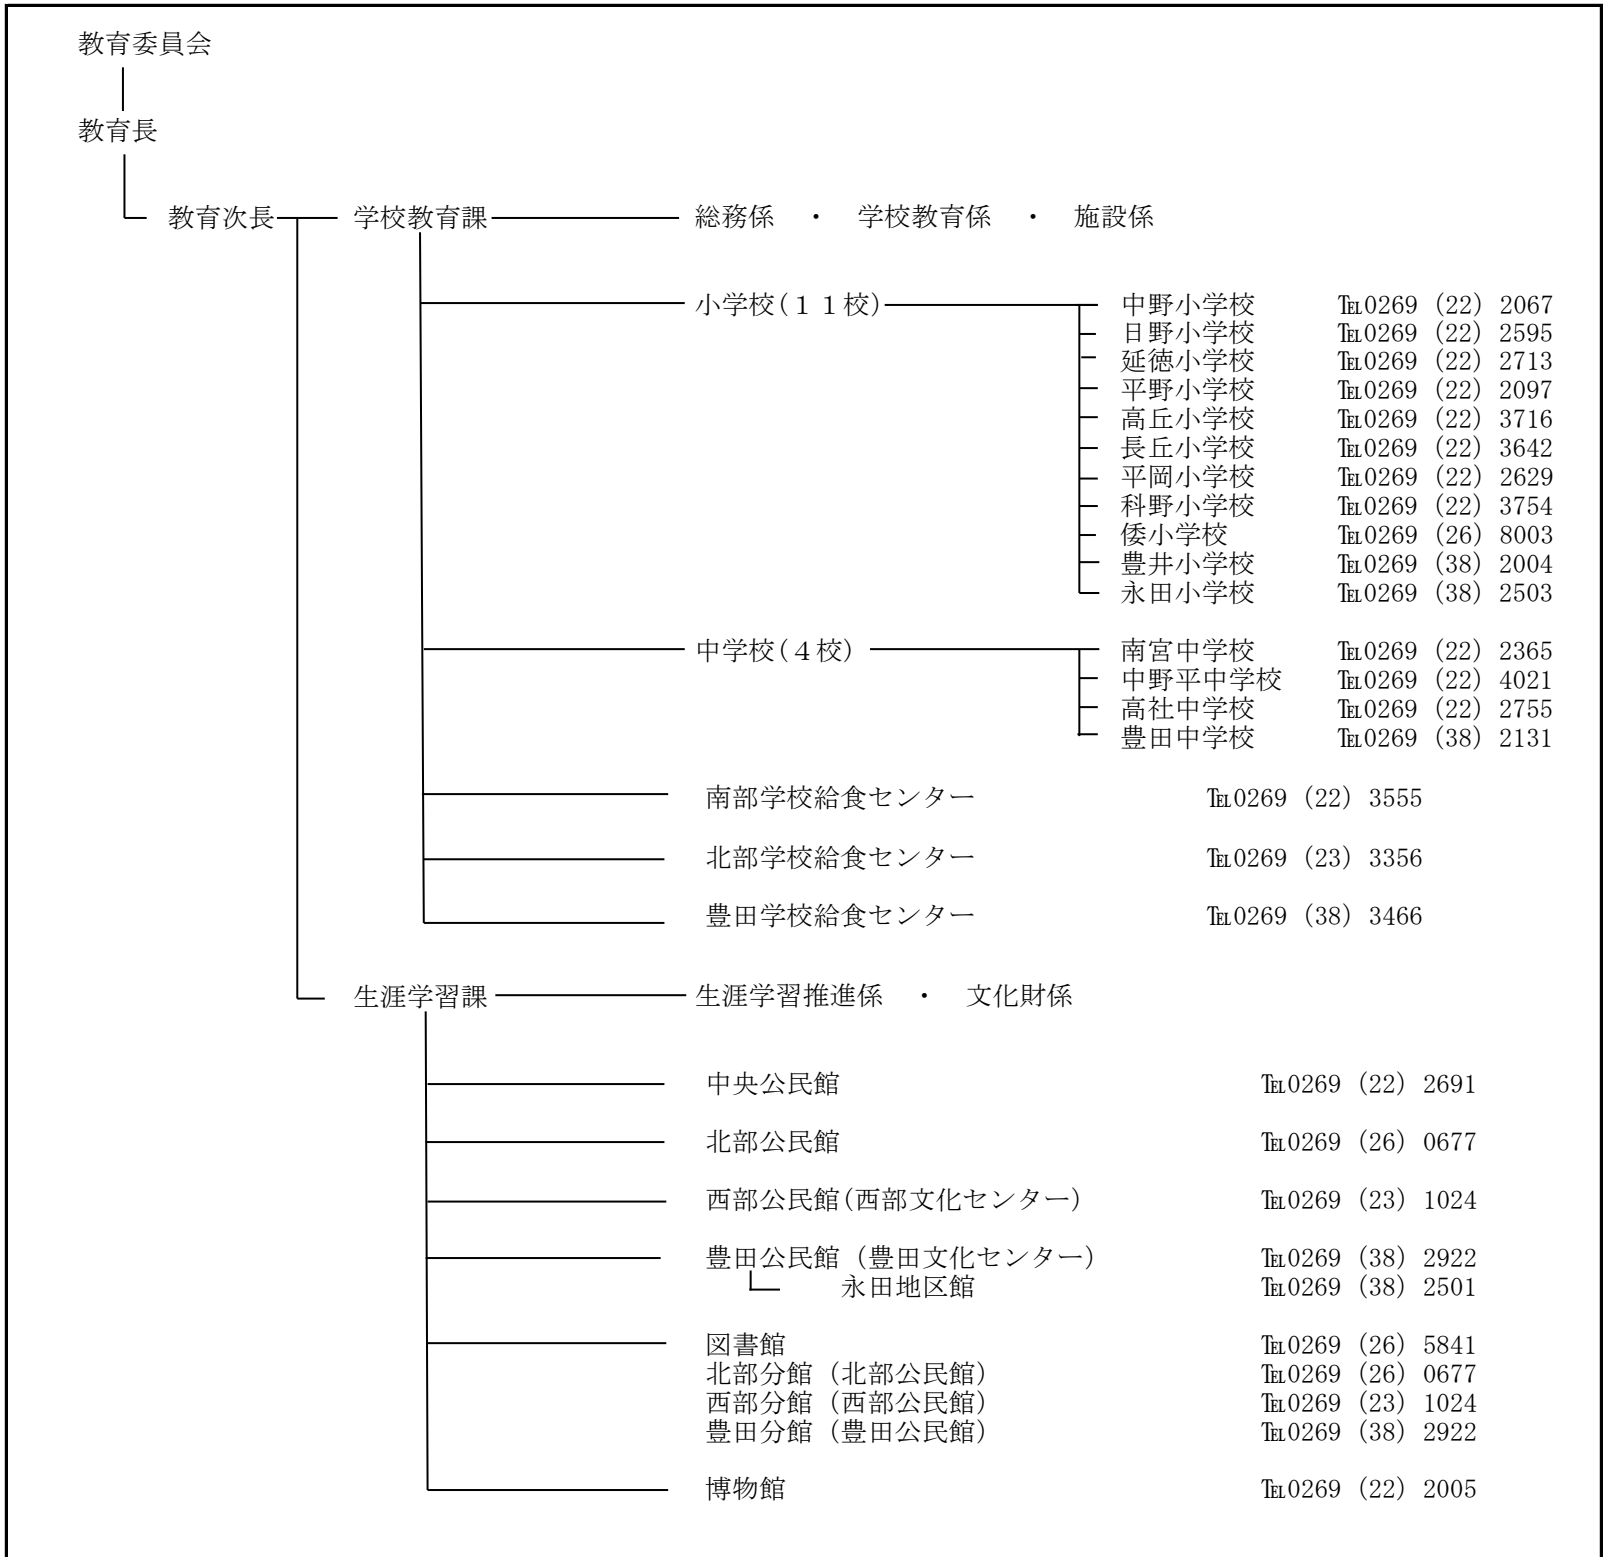 教育委員会
教育長
教育次長 学校教育課 総務係 ・ 学校教育係 ・ 施設係
小学校(11校) 中野小学校 ℡0269 (22) 2067
日野小学校 ℡0269 (22) 2595
延徳小学校 ℡0269 (22) 2713
平野小学校 ℡0269 (22) 2097
高丘小学校 ℡0269 (22) 3716
長丘小学校 ℡0269 (22) 3642
平岡小学校 ℡0269 (22) 2629
科野小学校 ℡0269 (22) 3754
倭小学校 ℡0269 (26) 8003
豊井小学校 ℡0269 (38) 2004
永田小学校 ℡0269 (38) 2503
中学校(4校) 南宮中学校 ℡0269 (22) 2365
中野平中学校 ℡0269 (22) 4021
高社中学校 ℡0269 (22) 2755
豊田中学校 ℡0269 (38) 2131
南部学校給食センター ℡0269 (22) 3555
北部学校給食センター ℡0269 (23) 3356
豊田学校給食センター ℡0269 (38) 3466
生涯学習課 生涯学習推進係 ・ 文化財係
中央公民館 ℡0269 (22) 2691
北部公民館 ℡0269 (26) 0677
西部公民館(西部文化センター) ℡0269 (23) 1024
豊田公民館 (豊田文化センター) ℡0269 (38) 2922
永田地区館 ℡0269 (38) 2501
図書館 ℡0269 (26) 5841
北部分館 (北部公民館) ℡0269 (26) 0677
西部分館 (西部公民館) ℡0269 (23) 1024
豊田分館 (豊田公民館) ℡0269 (38) 2922
博物館 ℡0269 (22) 2005